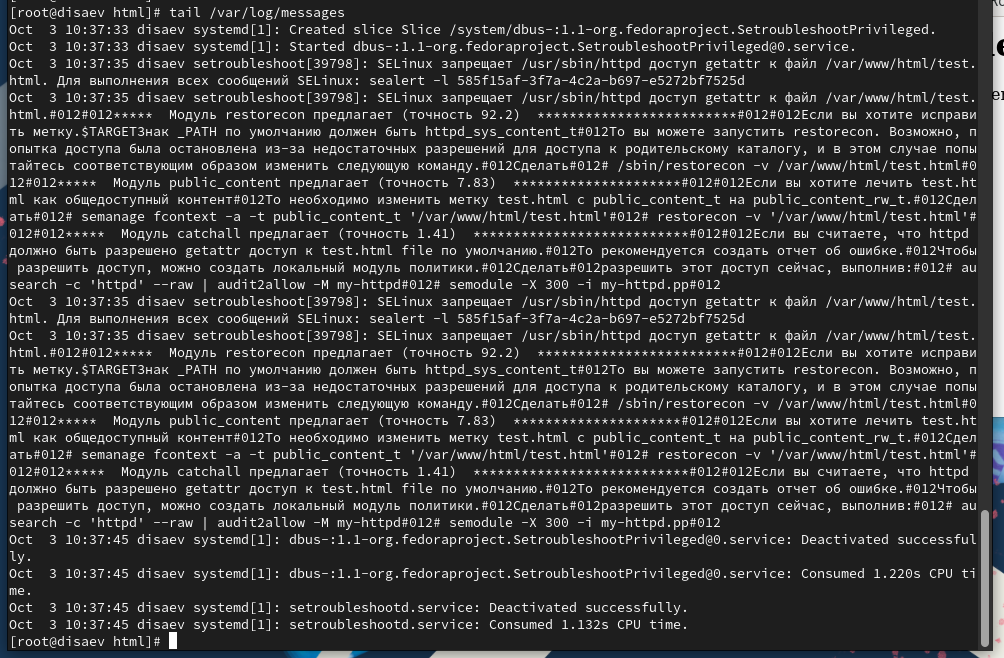 [root@disaev html]# tail /var/log/messages
Oct  3 10:37:33 disaev systemd[1]: Created slice Slice /system/dbus-:1.1-org.fedoraproject.SetroubleshootPrivileged.
Oct  3 10:37:33 disaev systemd[1]: Started dbus-:1.1-org.fedoraproject.SetroubleshootPrivileged@0.service.
Oct  3 10:37:35 disaev setroubleshoot[39798]: SELinux запрещает /usr/sbin/httpd доступ getattr к файл /var/www/html/test.
html. Для выполнения всех сообщений SELinux: sealert -l 585f15af-3f7a-4c2a-b697-e5272bf7525d
Oct  3 10:37:35 disaev setroubleshoot[39798]: SELinux запрещает /usr/sbin/httpd доступ getattr к файл /var/www/html/test.
html.#012#012*****  Модуль restorecon предлагает (точность 92.2)  *************************#012#012Если вы хотите исправи
ть метку.$TARGETЗнак _PATH по умолчанию должен быть httpd_sys_content_t#012То вы можете запустить restorecon. Возможно, п
опытка доступа была остановлена из-за недостаточных разрешений для доступа к родительскому каталогу, и в этом случае попы
тайтесь соответствующим образом изменить следующую команду.#012Сделать#012# /sbin/restorecon -v /var/www/html/test.html#0
12#012*****  Модуль public_content предлагает (точность 7.83)  *********************#012#012Если вы хотите лечить test.ht
ml как общедоступный контент#012То необходимо изменить метку test.html с public_content_t на public_content_rw_t.#012Сдел
ать#012# semanage fcontext -a -t public_content_t '/var/www/html/test.html'#012# restorecon -v '/var/www/html/test.html'#
012#012*****  Модуль catchall предлагает (точность 1.41)  ***************************#012#012Если вы считаете, что httpd
должно быть разрешено getattr доступ к test.html file по умолчанию.#012То рекомендуется создать отчет об ошибке.#012Чтобы
 разрешить доступ, можно создать локальный модуль политики.#012Сделать#012разрешить этот доступ сейчас, выполнив:#012# au
search -c 'httpd' --raw | audit2allow -M my-httpd#012# semodule -X 300 -i my-httpd.pp#012
Oct  3 10:37:35 disaev setroubleshoot[39798]: SELinux запрещает /usr/sbin/httpd доступ getattr к файл /var/www/html/test.
html. Для выполнения всех сообщений SELinux: sealert -l 585f15af-3f7a-4c2a-b697-e5272bf7525d
Oct  3 10:37:35 disaev setroubleshoot[39798]: SELinux запрещает /usr/sbin/httpd доступ getattr к файл /var/www/html/test.
html.#012#012*****  Модуль restorecon предлагает (точность 92.2)  *************************#012#012Если вы хотите исправи
ть метку.$TARGETЗнак _PATH по умолчанию должен быть httpd_sys_content_t#012То вы можете запустить restorecon. Возможно, п
опытка доступа была остановлена из-за недостаточных разрешений для доступа к родительскому каталогу, и в этом случае попы
тайтесь соответствующим образом изменить следующую команду.#012Сделать#012# /sbin/restorecon -v /var/www/html/test.html#0
12#012*****  Модуль public_content предлагает (точность 7.83)  *********************#012#012Если вы хотите лечить test.ht
ml как общедоступный контент#012То необходимо изменить метку test.html с public_content_t на public_content_rw_t.#012Сдел
ать#012# semanage fcontext -a -t public_content_t '/var/www/html/test.html'#012# restorecon -v '/var/www/html/test.html'#
012#012*****  Модуль catchall предлагает (точность 1.41)  ***************************#012#012Если вы считаете, что httpd
должно быть разрешено getattr доступ к test.html file по умолчанию.#012То рекомендуется создать отчет об ошибке.#012Чтобы
 разрешить доступ, можно создать локальный модуль политики.#012Сделать#012разрешить этот доступ сейчас, выполнив:#012# au
search -c 'httpd' --raw | audit2allow -M my-httpd#012# semodule -X 300 -i my-httpd.pp#012
Oct  3 10:37:45 disaev systemd[1]: dbus-:1.1-org.fedoraproject.SetroubleshootPrivileged@0.service: Deactivated successful
ly.
Oct  3 10:37:45 disaev systemd[1]: dbus-:1.1-org.fedoraproject.SetroubleshootPrivileged@0.service: Consumed 1.220s CPU ti
me.
Oct  3 10:37:45 disaev systemd[1]: setroubleshootd.service: Deactivated successfully.
Oct  3 10:37:45 disaev systemd[1]: setroubleshootd.service: Consumed 1.132s CPU time.
[root@disaev html]#